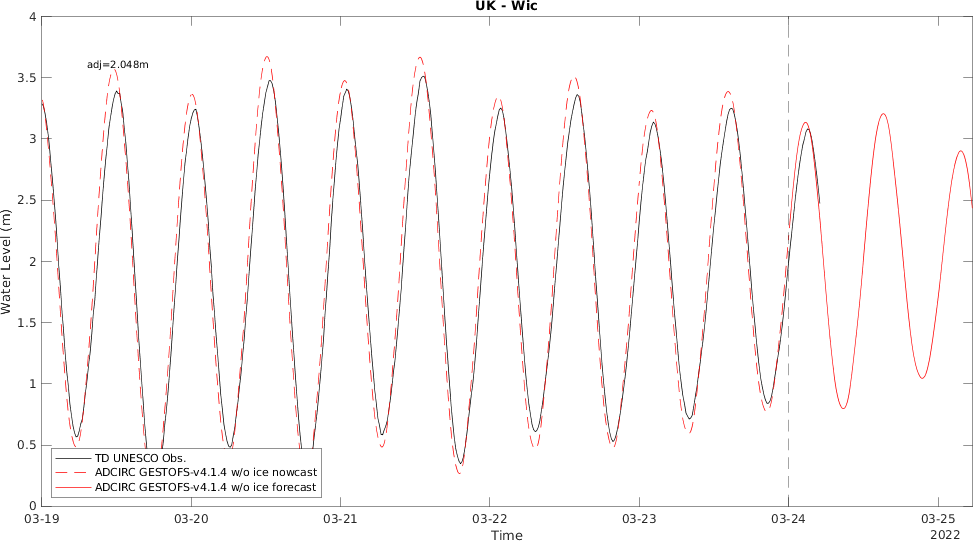 UK - Wic
adj=2.048m
Water Level (m)
4
3.5
3
2.5
2
1.5
1
0.5
0
TD UNESCO Obs.
ADCIRC GESTOFS-v4.1.4 w/o ice nowcast
ADCIRC GESTOFS-v4.1.4 w/o ice forecast
03-19 03-20 03-21 03-22 03-23 03-24 03-25
Time
2022